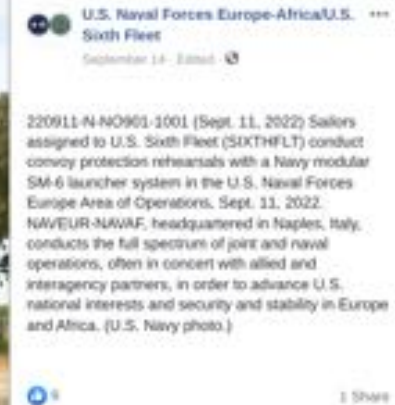 U.S. Naval Forces Europe-Africa/U.S.
Sixth Fleet
September 14 · Edited ·
220911-N-NO901-1001 (Sept. 11, 2022) Sailors
assigned to U.S. Sixth Fleet (SIXTHFLT) conduct
convoy protection rehearsals with a Navy modular
SM-6 launcher system in the U.S. Naval Forces
Europe Area of Operations, Sept. 11, 2022.
NAVEUR-NAVAF, headquartered in Naples, Italy,
conducts the full spectrum of joint and naval
operations, often in concert with allied and
interagency partners, in order to advance U.S.
national interests and security and stability in Europe
and Africa. (U.S. Navy photo.)
1 Share